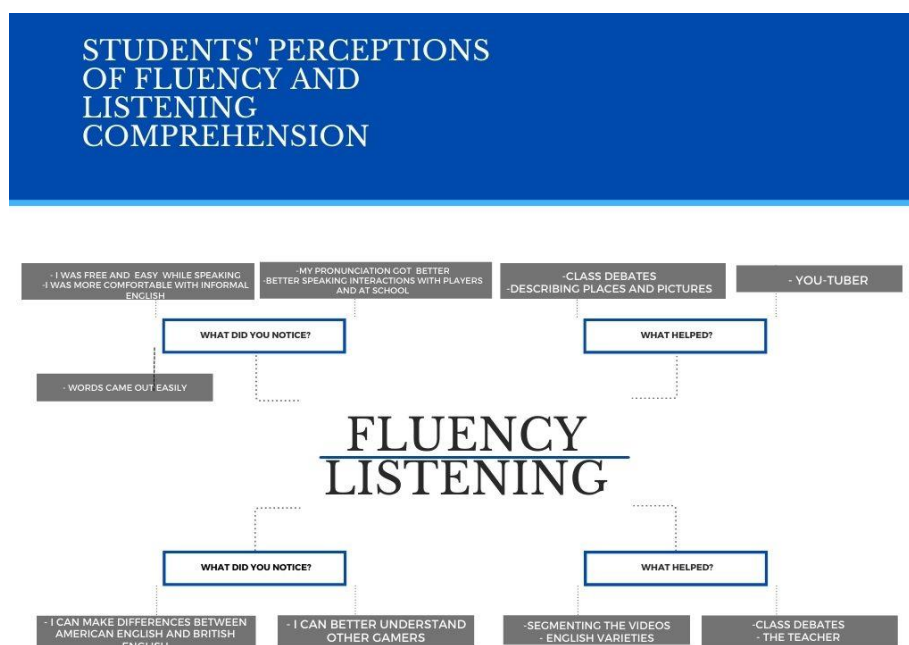 STUDENTS' PERCEPTIONS
OF FLUENCY AND
LISTENING
COMPREHENSION
- I WAS FREE AND EASY WHILE SPEAKING
-I WAS MORE COMFORTABLE WITH INFORMAL
ENGLISH
-MY PRONUNCIATION GOT BETTER
-BETTER SPEAKING INTERACTIONS WITH PLAYERS
AND AT SCHOOL
-CLASS DEBATES
-DESCRIBING PLACES AND PICTURES
- YOU-TUBER
WHAT DID YOU NOTICE?
WHAT HELPED?
- WORDS CAME OUT EASILY
FLUENCY
LISTENING
WHAT DID YOU NOTICE?
WHAT HELPED?
- I CAN MAKE DIFFERENCES BETWEEN
AMERICAN ENGLISH AND BRITISH
ENGLISH
- I CAN BETTER UNDERSTAND
OTHER GAMERS
-SEGMENTING THE VIDEOS
- ENGLISH VARIETIES
-CLASS DEBATES
- THE TEACHER